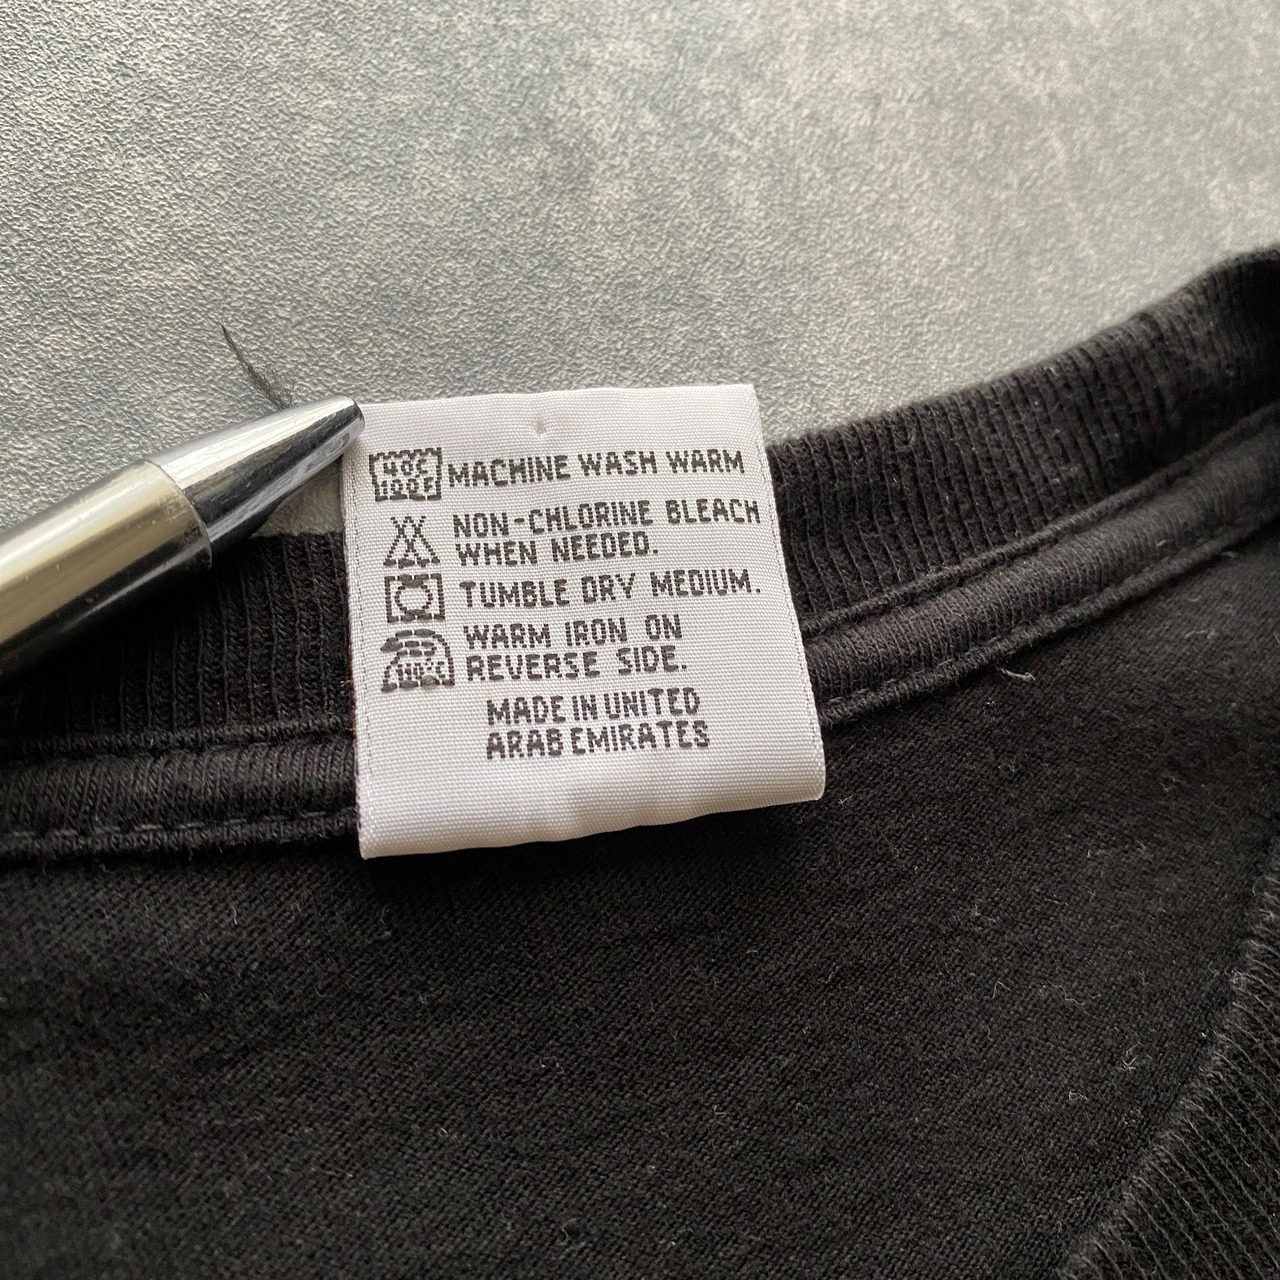 40C MACHINE WASH WARM
NON-CHLORINE BLEACH
WHEN NEEDED.
TUMBLE DRY MEDIUM.
WARM IRON ON
REVERSE SIDE.
MADE IN UNITED
ARAB EMIRATES